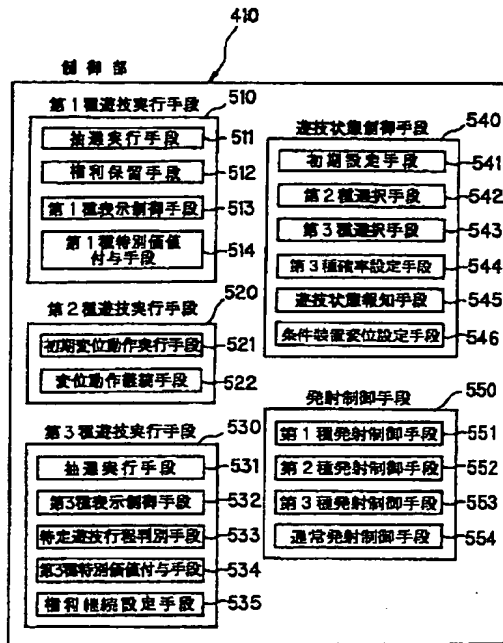 410
制御部
第1種遊技実行手段
510
抽選実行手段
511
権利保留手段
512
第1種表示制御手段
513
第1種特別価値
付与手段
514
第2種遊技実行手段
520
初期変位動作実行手段
521
変位動作継続手段
522
第3種遊技実行手段
530
抽選実行手段
531
第3種表示制御手段
532
特定遊技行程判別手段
533
第3種特別価値付与手段
534
権利継続設定手段
535
遊技状態制御手段
540
初期設定手段
541
第2種選択手段
542
第3種選択手段
543
第3種確率設定手段
544
遊技状態報知手段
545
条件装置変位設定手段
546
発射制御手段
550
第1種発射制御手段
551
第2種発射制御手段
552
第3種発射制御手段
553
通常発射制御手段
554